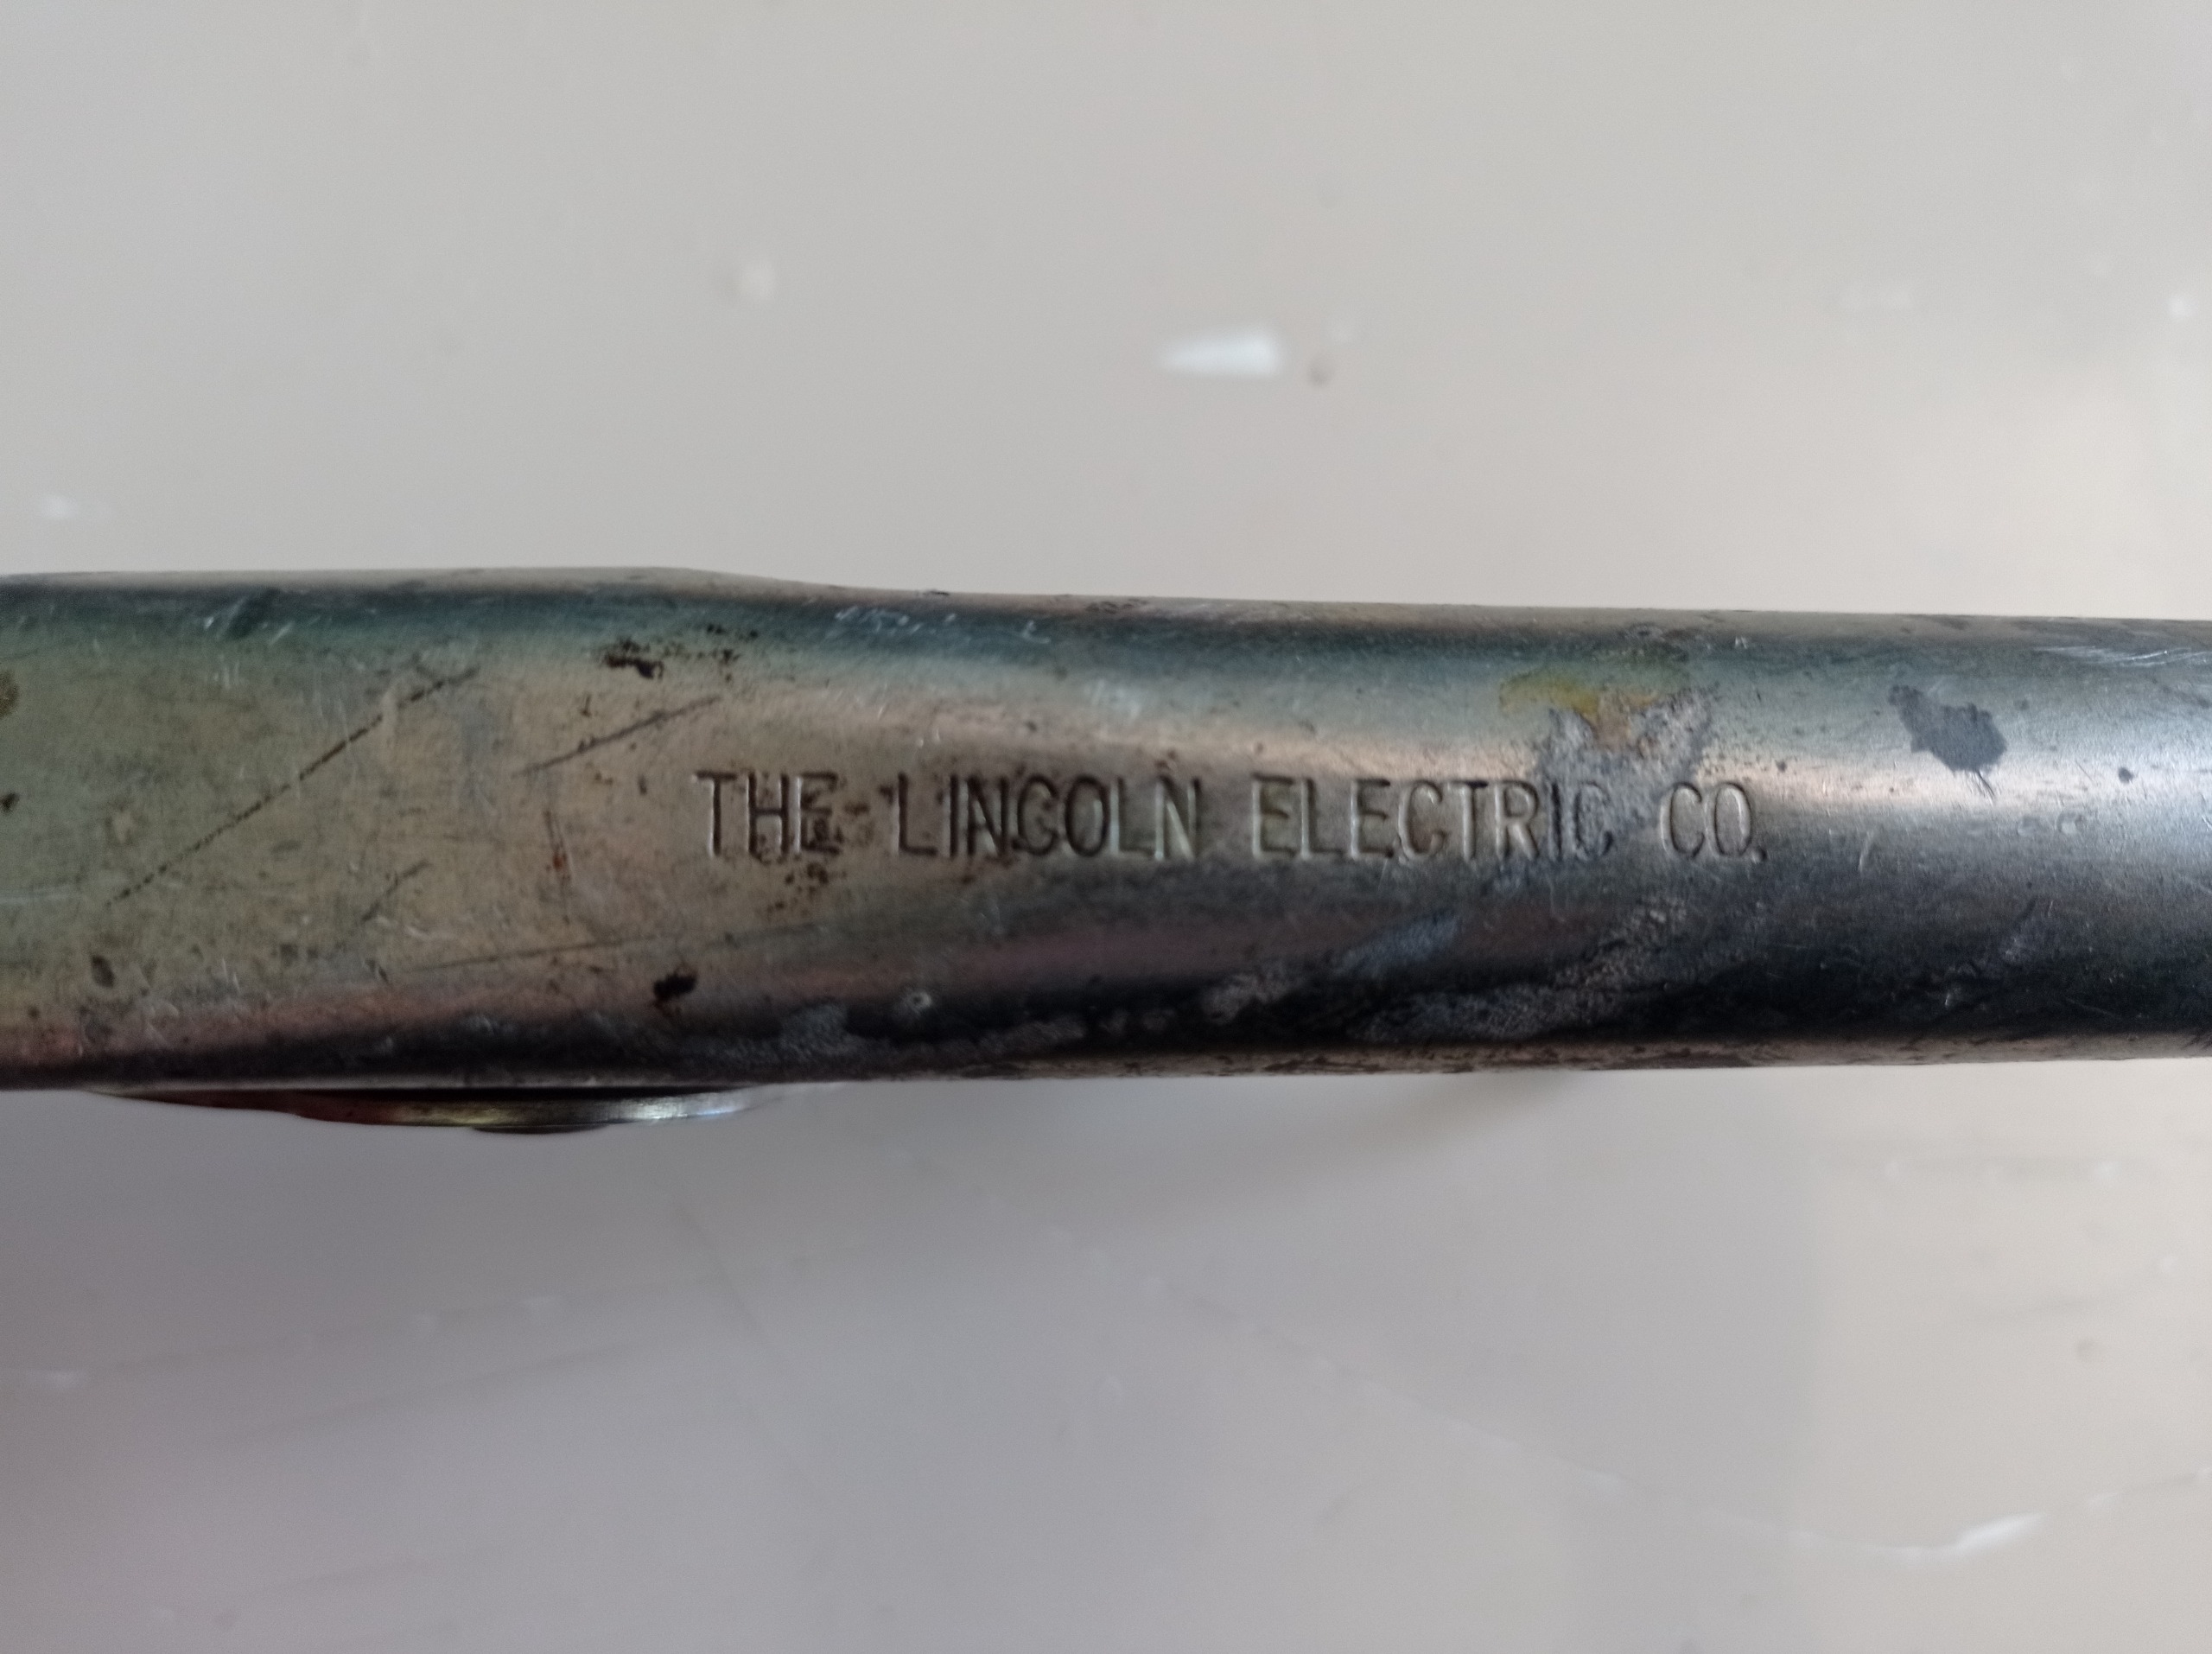 THE LINCOLN ELECTRIC CO.